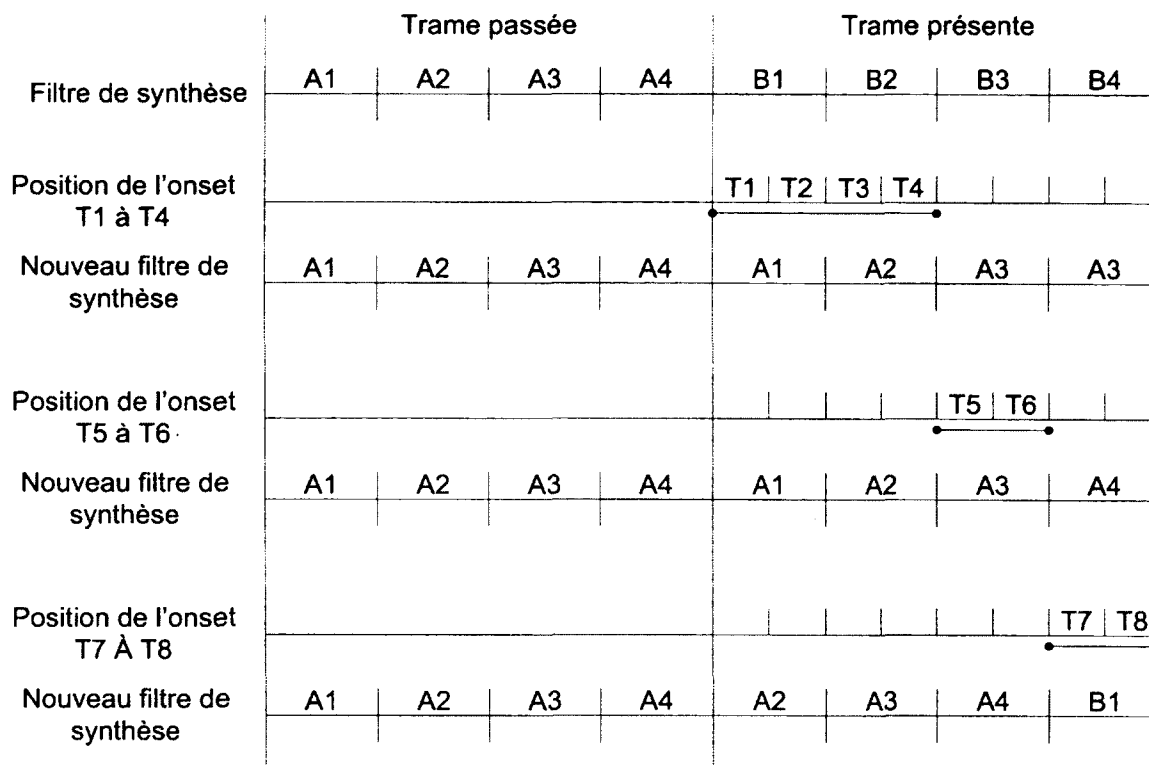 Trame passée Trame présente
Filtre de synthèse A1 A2 A3 A4 B1 B2 B3 B4
Position de l'onset
T1 à T4
T1 T2 T3 T4
Nouveau filtre de
synthèse
A1 A2 A3 A4 A1 A2 A3 A3
Position de l'onset
T5 à T6
T5 T6
Nouveau filtre de
synthèse
A1 A2 A3 A4 A1 A2 A3 A4
Position de l'onset
T7 À T8
T7 T8
Nouveau filtre de
synthèse
A1 A2 A3 A4 A2 A3 A4 B1